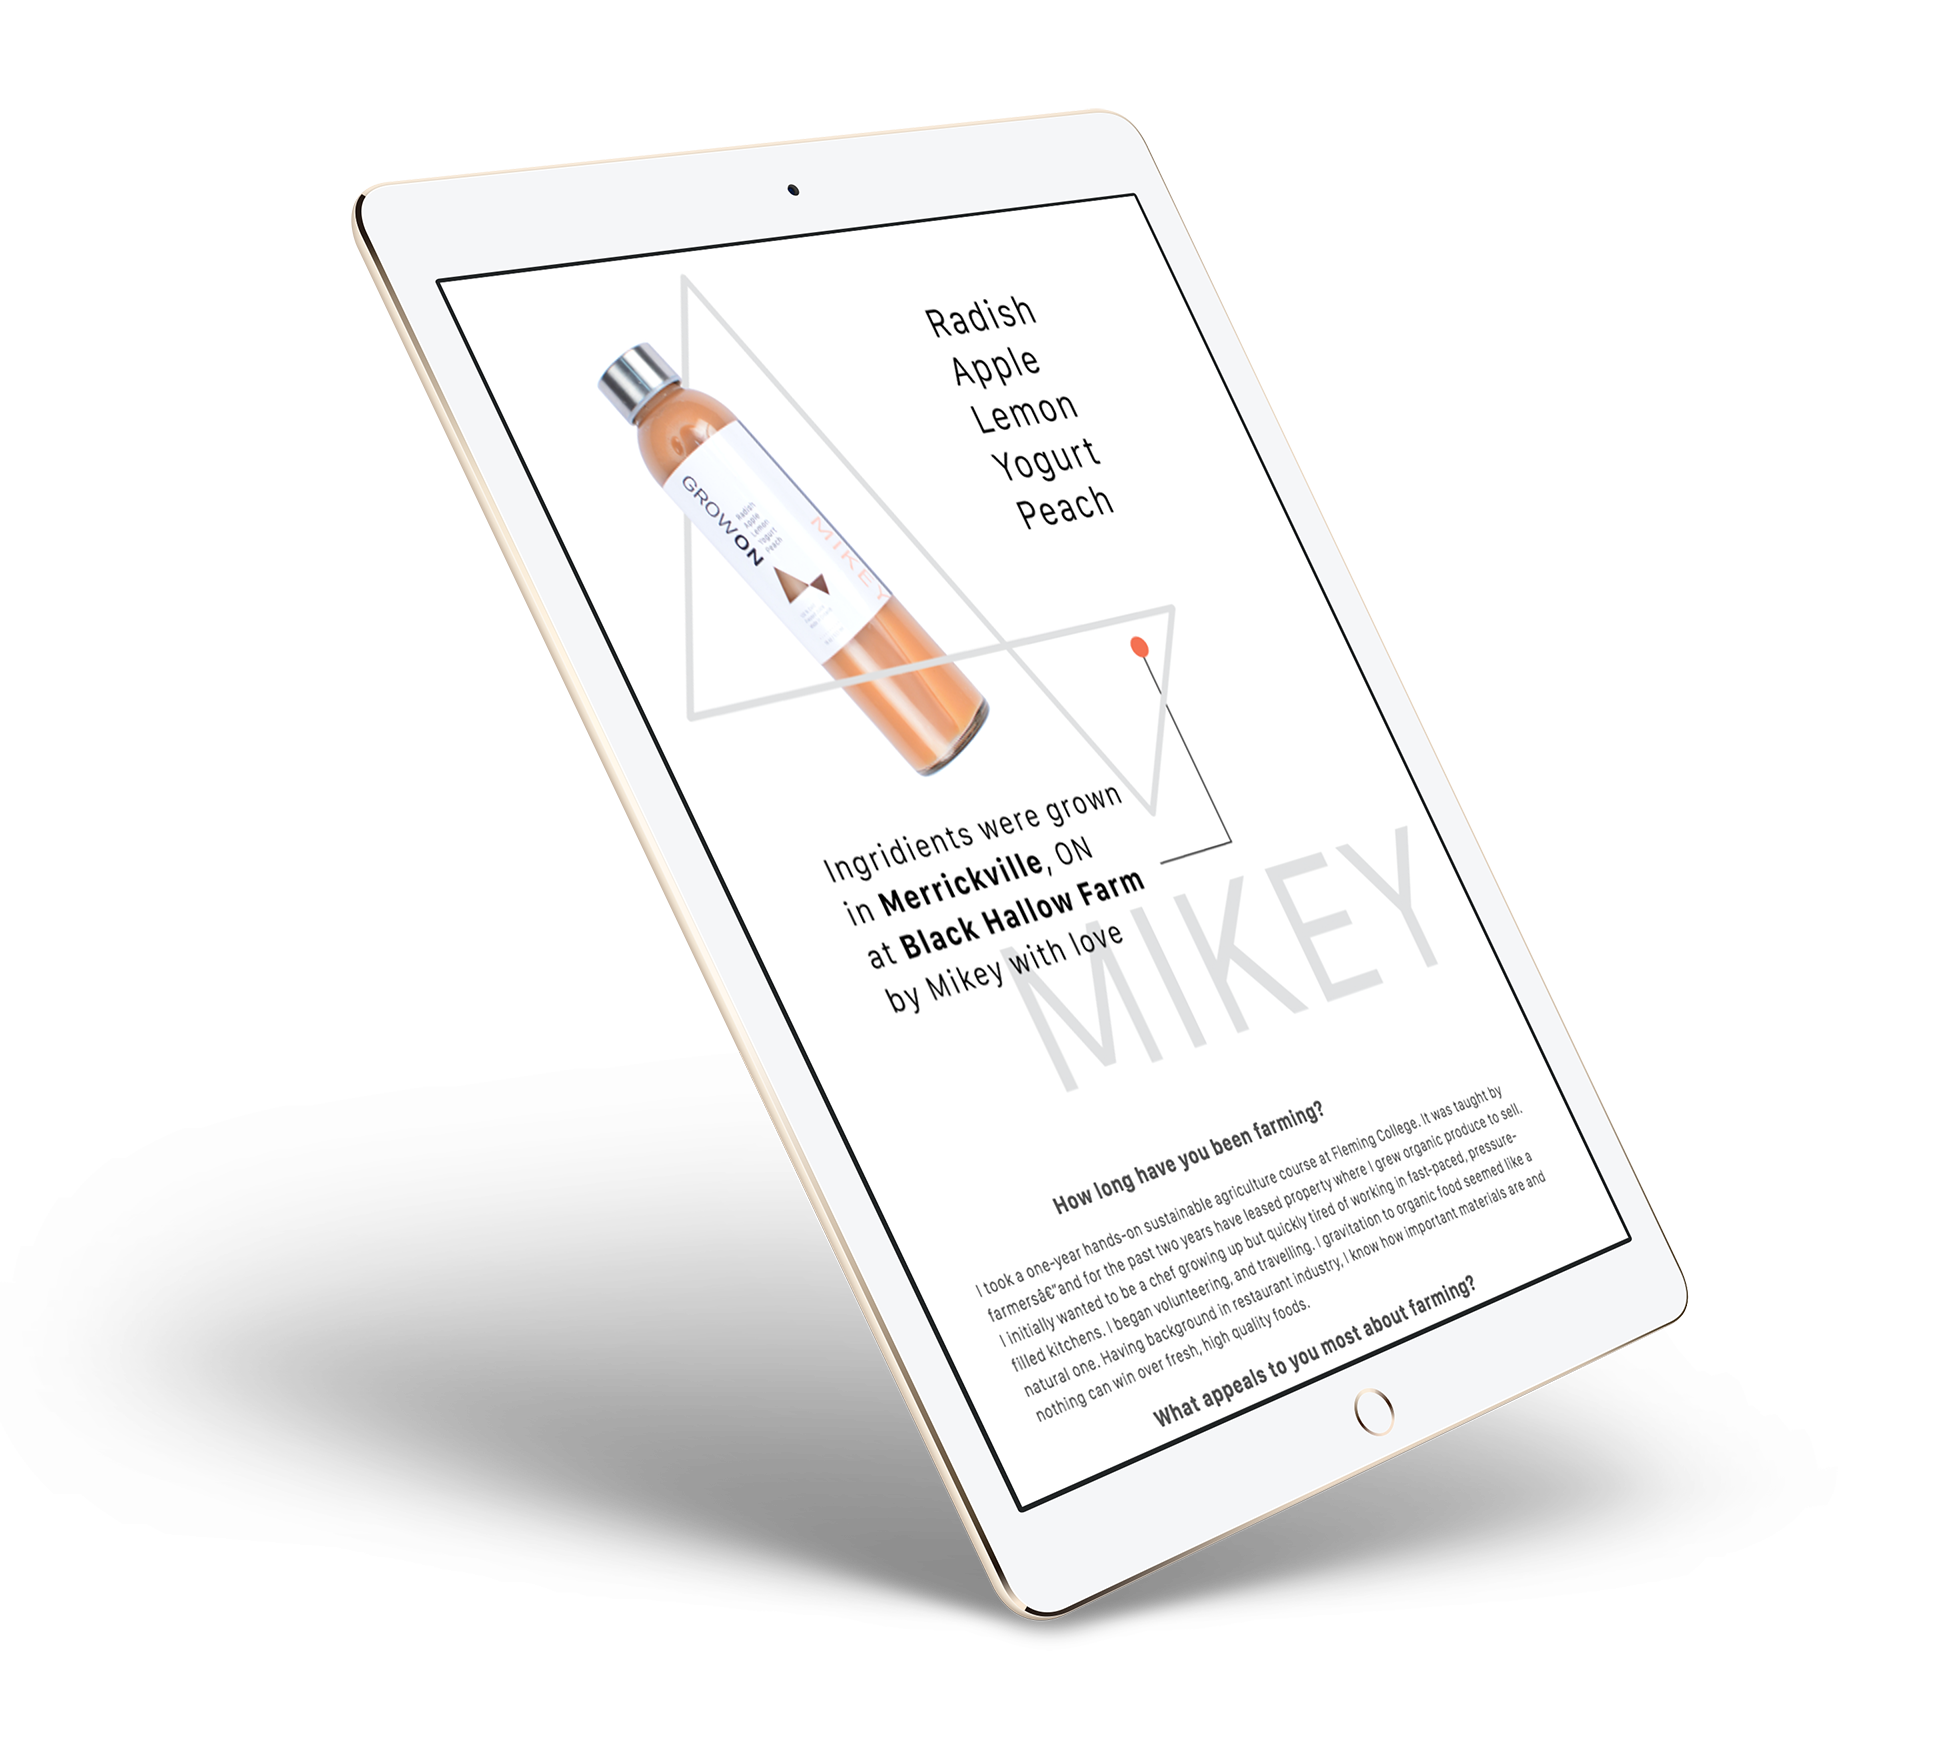 Radish
Apple
Lemon
Yogurt
Peach
GROWON
Radish
Apple
Lemon
Yogurt
Peach
MIKEY
Ingridients were grown
in Merrickville, ON
at Black Hallow Farm
by Mikey with love
MIKEY
How long have you been farming?
I took a one-year hands-on sustainable agriculture course at Fleming College. It was taught by
farmersâ€"and for the past two years have leased property where I grew organic produce to sell.
I initially wanted to be a chef growing up but quickly tired of working in fast-paced, pressure-
filled kitchens. I began volunteering, and travelling. I gravitation to organic food seemed like a
natural one. Having background in restaurant industry, I know how important materials are and
nothing can win over fresh, high quality foods.
What appeals to you most about farming?